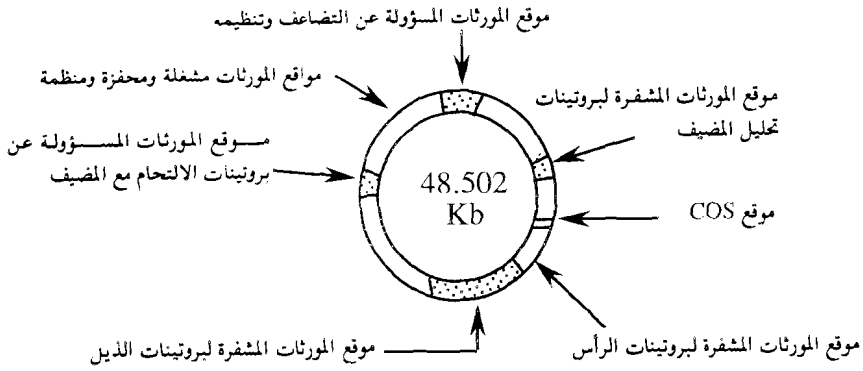 موقع المورثات المسؤولة عن التضاعف وتنظيمه
مواقع المورثات مشغلة ومحفزة ومنظمة
موقع المورثات المشفرة لبروتينات
تحليل المضيف
موقع المورثات المسؤولة عن
بروتينات الالتحام مع المضيف
48.502
Kb
موقع COS
موقع المورثات المشفرة لبروتينات الرأس
موقع المورثات المشفرة لبروتينات الذيل